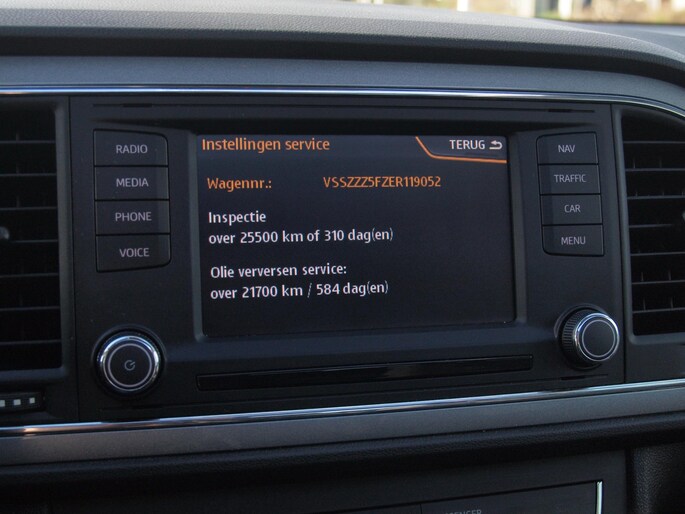 RADIO
MEDIA
PHONE
VOICE
Instellingen service
TERUG
Wagennr.: VSSZZZ5FZER119052
Inspectie
over 25500 km of 310 dag(en)
Olie verversen service:
over 21700 km / 584 dag(en)
NAV
TRAFFIC
CAR
MENU